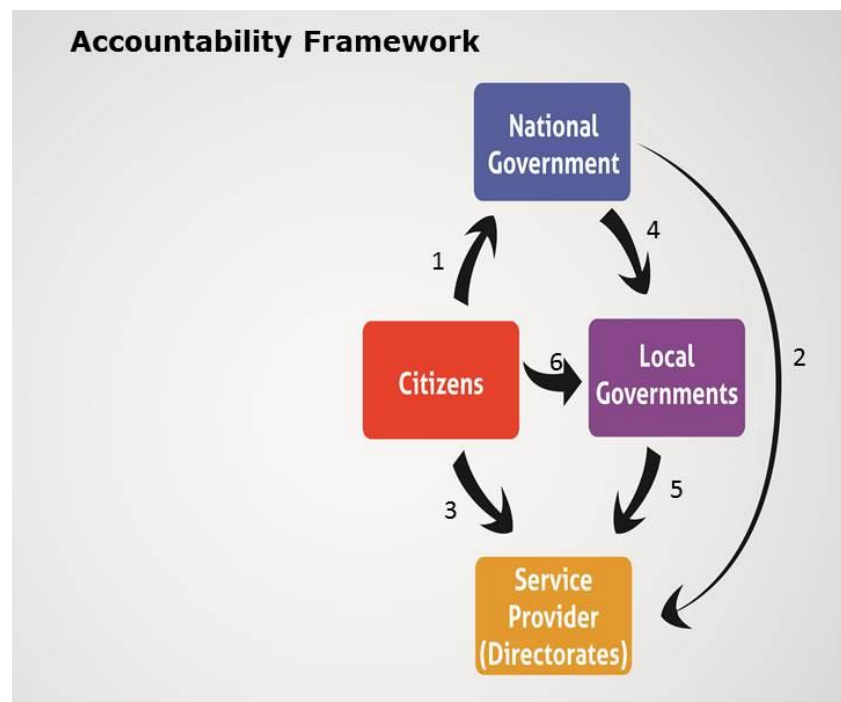 Accountability Framework
National
Government
4
1
2
Citizens
6
Local
Governments
3
5
Service
Provider
(Directorates)